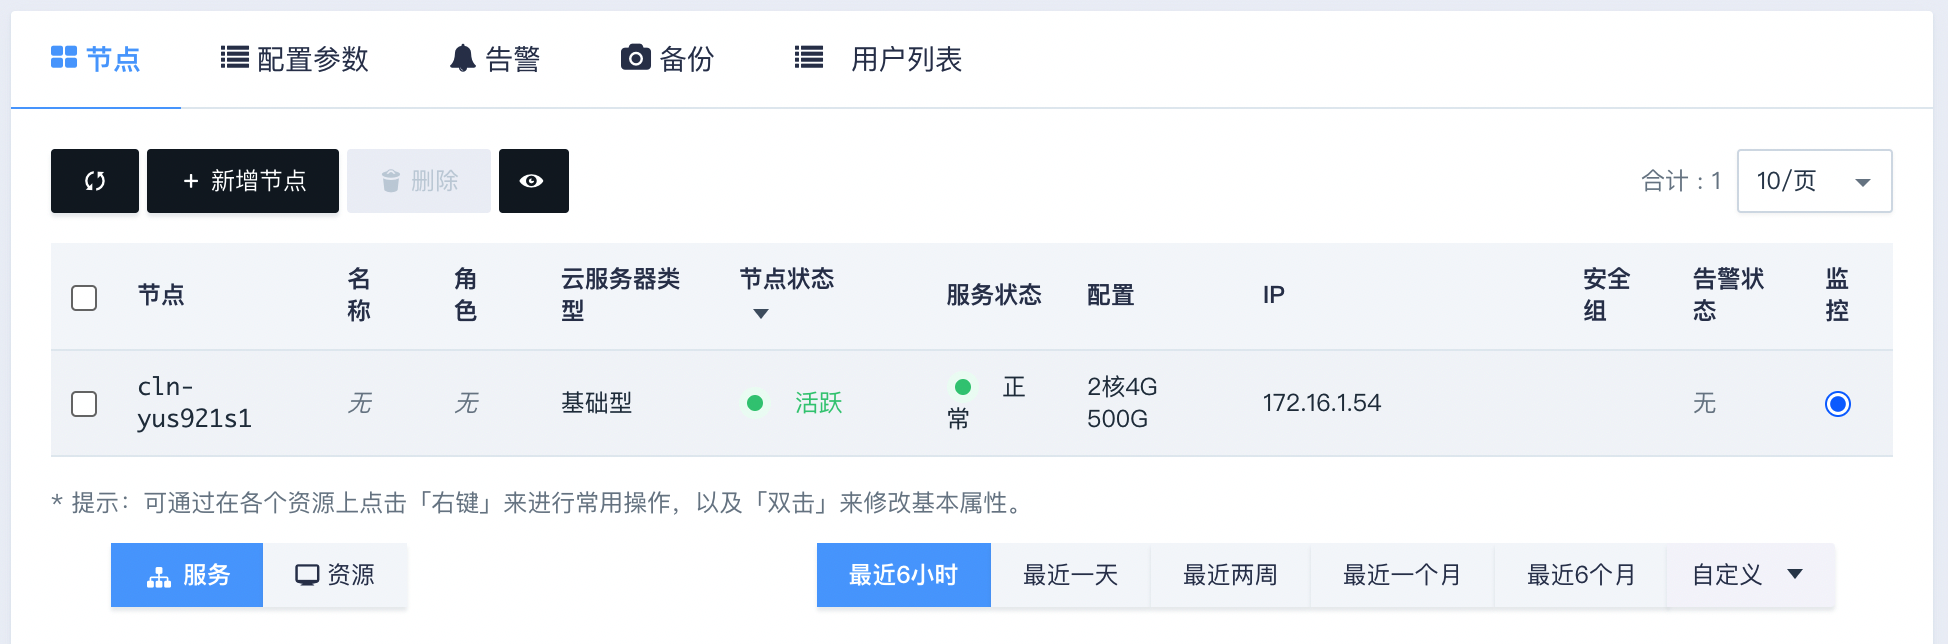 节点 配置参数 告警 备份 用户列表
+ 新增节点 删除 合计：1 10/页
节点 名称 角色 云服务器类型 节点状态 服务状态 配置 IP 安全组 告警状态 监控
cln-yus921s1 无 无 基础型 活跃 正常 2核4G 500G 172.16.1.54 无
* 提示：可通过在各个资源上点击「右键」来进行常用操作，以及「双击」来修改基本属性。
服务 资源 最近6小时 最近一天 最近两周 最近一个月 最近6个月 自定义